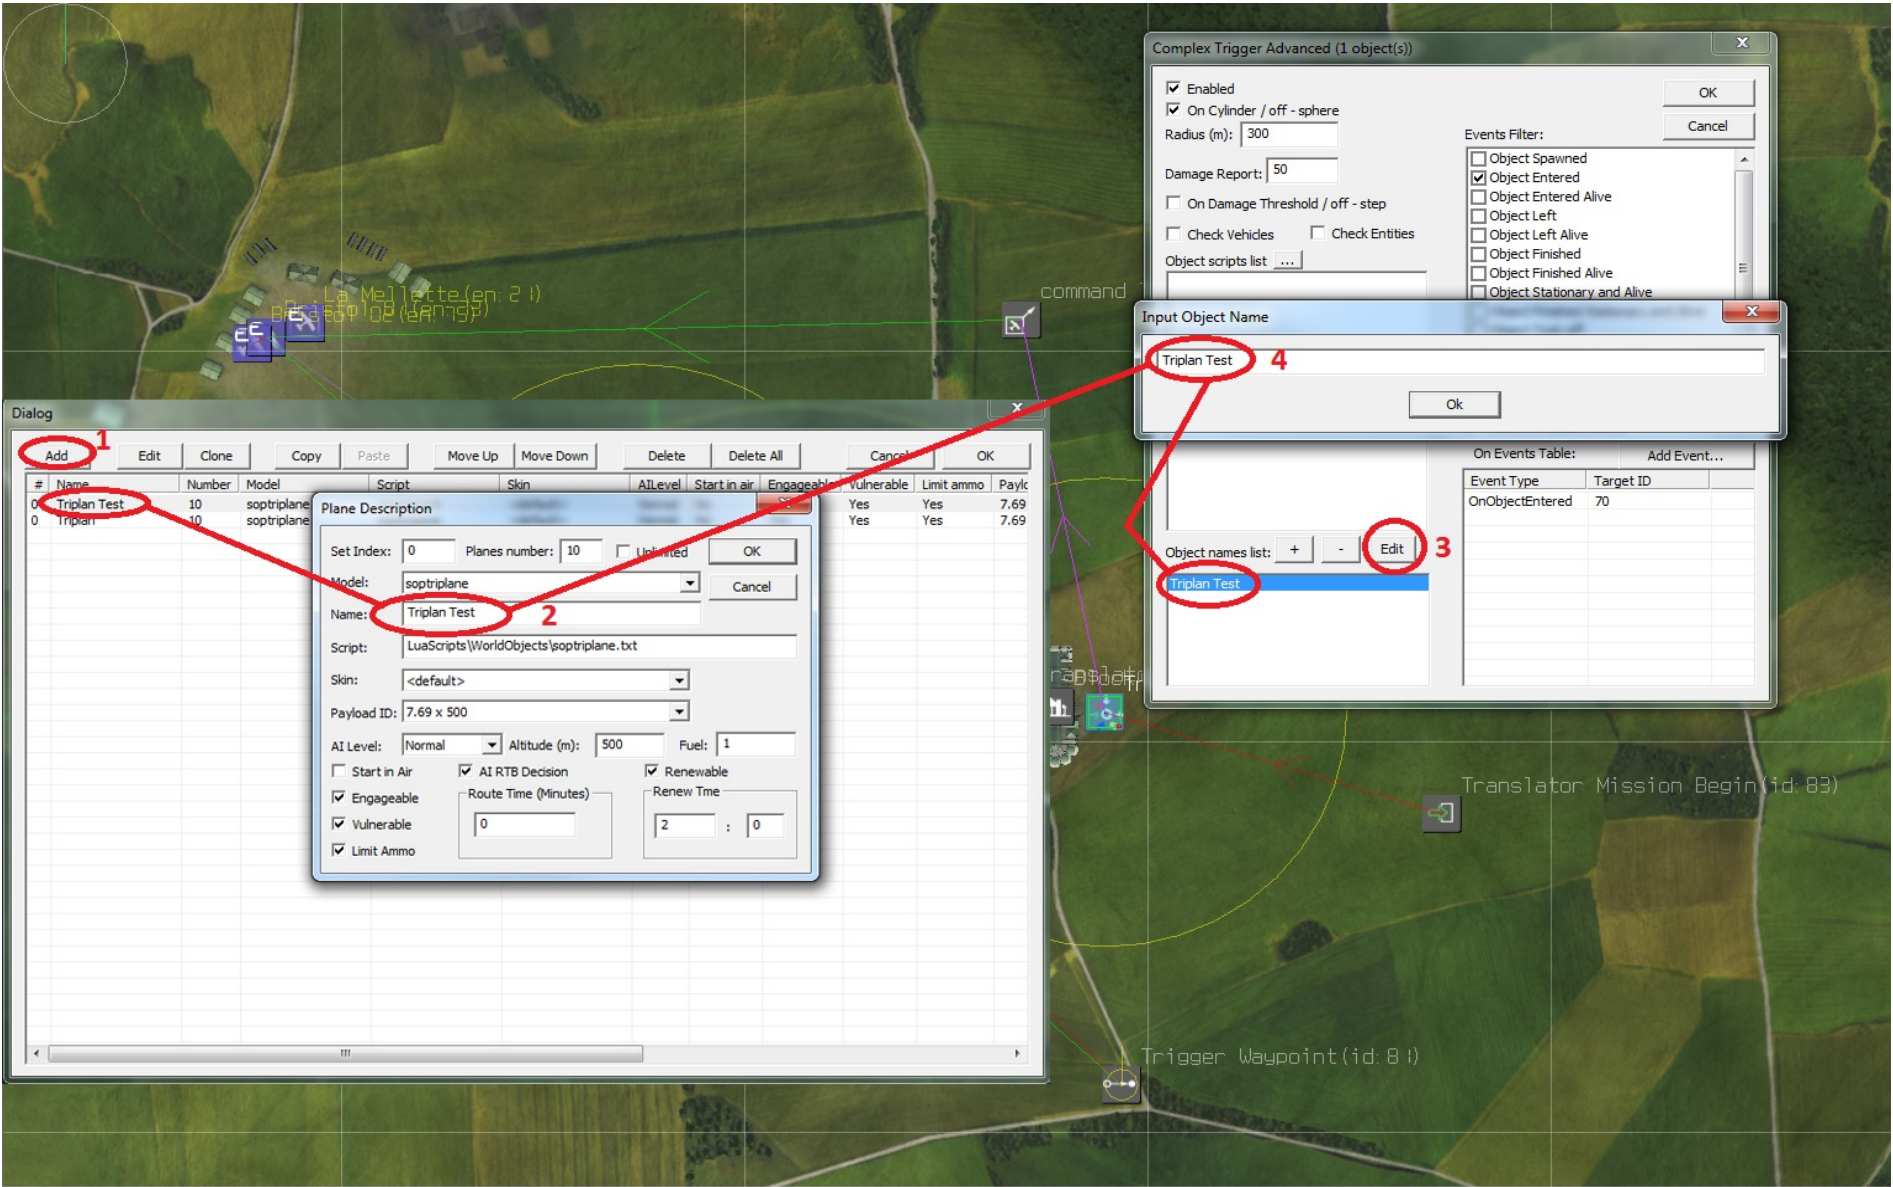 Complex Trigger Advanced (1 object(s))
Enabled
On Cylinder / off - sphere
Radius (m): 300
Damage Report: 50
On Damage Threshold / off - step
Check Vehicles
Check Entities
Object scripts list ...
OK
Cancel
Events Filter:
Object Spawned
Object Entered
Object Entered Alive
Object Left
Object Left Alive
Object Finished
Object Finished Alive
Object Stationary and Alive
La Mellette(en: 21)
command
Input Object Name
Triplan Test 4
Ok
Dialog
1
Add Edit Clone Copy Paste Move Up Move Down Delete Delete All Cancel OK
# Name Number Model Script Skin AILevel Start in air Engageable Vulnerable Limit ammo
0 Triplan Test 10 soptriplane Yes Yes 7.69
0 Triplan 10 soptriplane Yes Yes 7.69
Plane Description
Set Index: 0 Planes number: 10 Unlimited OK
Model: soptriplane Cancel
Name: Triplan Test 2
Script: LuaScripts\WorldObjects\soptriplane.txt
Skin: <default>
Payload ID: 7.69 x 500
AI Level: Normal Altitude (m): 500 Fuel: 1
Start in Air AI RTB Decision Renewable
Engageable Route Time (Minutes) Renew Tme
Vulnerable 0 2 : 0
Limit Ammo
On Events Table: Add Event...
Event Type Target ID
OnObjectEntered 70
Object names list: + - Edit 3
Triplan Test
Translator Mission Begin(id: 83)
Trigger Waypoint(id: 81)